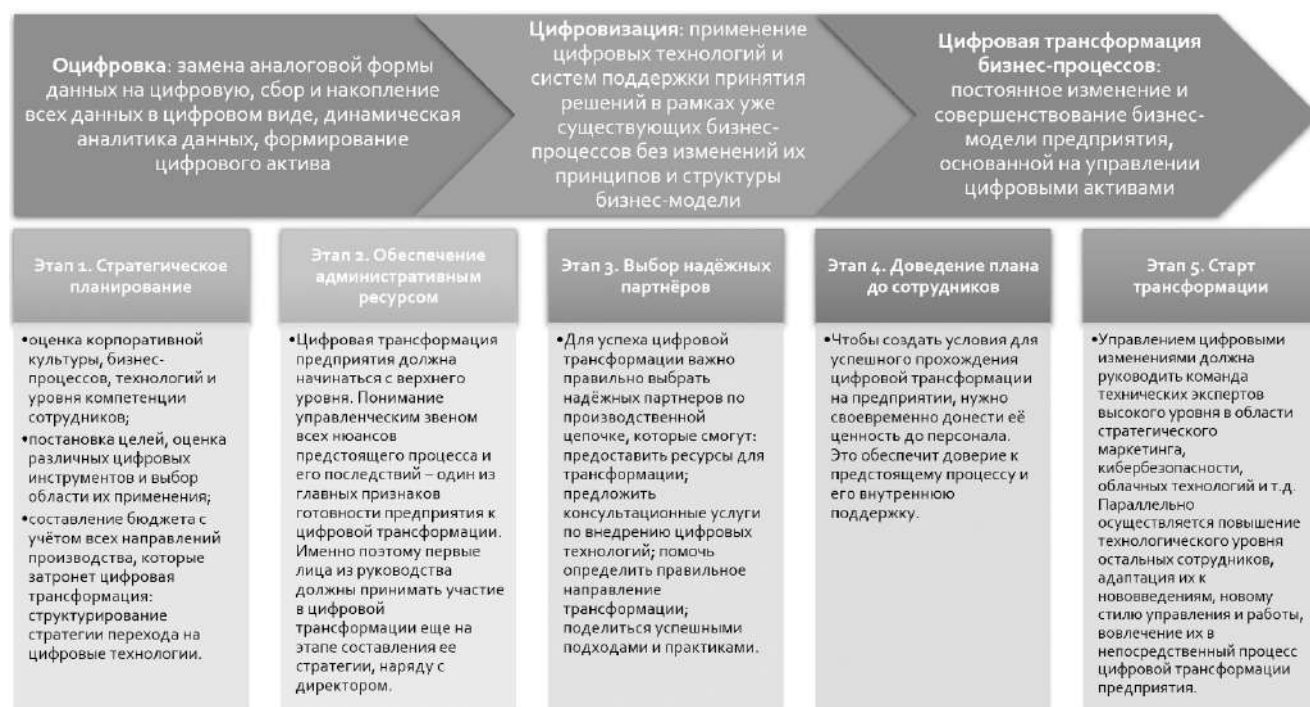 Оцифровка: замена аналоговой формы
данных на цифровую, сбор и накопление
всех данных в цифровом виде, динамическая
аналитика данных, формирование
цифрового актива
Цифровизация: применение
цифровых технологий и
систем поддержки принятия
решений в рамках уже
существующих бизнес-
процессов без изменений их
принципов и структуры
бизнес-модели
Цифровая трансформация
бизнес-процессов:
постоянное изменение и
совершенствование бизнес-
модели предприятия,
основанной на управлении
цифровыми активами
Этап 1. Стратегическое
планирование
•оценка корпоративной
культуры, бизнес-
процессов, технологий и
уровня компетенции
сотрудников;
•постановка целей, оценка
различных цифровых
инструментов и выбор
области их применения;
•составление бюджета с
учётом всех направлений
производства, которые
затронет цифровая
трансформация:
структурирование
стратегии перехода на
цифровые технологии.
Этап 2. Обеспечение
административным
ресурсом
•Цифровая трансформация
предприятия должна
начинаться с верхнего
уровня. Понимание
управленческим звеном
всех нюансов
предстоящего процесса и
его последствий – один из
главных признаков
готовности предприятия к
цифровой трансформации.
Именно поэтому первые
лица из руководства
должны принимать участие
в цифровой
трансформации еще на
этапе составления ее
стратегии, наряду с
директором.
Этап 3. Выбор надёжных
партнёров
•Для успеха цифровой
трансформации важно
правильно выбрать
надёжных партнеров по
производственной
цепочке, которые смогут:
предоставить ресурсы для
трансформации;
предложить
консультационные услуги
по внедрению цифровых
технологий; помочь
определить правильное
направление
трансформации;
поделиться успешными
подходами и практиками.
Этап 4. Доведение плана
до сотрудников
•Чтобы создать условия для
успешного прохождения
цифровой трансформации
на предприятии, нужно
своевременно донести её
ценность до персонала.
Это обеспечит доверие к
предстоящему процессу и
его внутреннюю
поддержку.
Этап 5. Старт
трансформации
•Управлением цифровыми
изменениями должна
руководить команда
технических экспертов
высокого уровня в области
стратегического
маркетинга,
кибербезопасности,
облачных технологий и т.д.
Параллельно
осуществляется повышение
технологического уровня
остальных сотрудников,
адаптация их к
нововведениям, новому
стилю управления и работы,
вовлечение их в
непосредственный процесс
цифровой трансформации
предприятия.